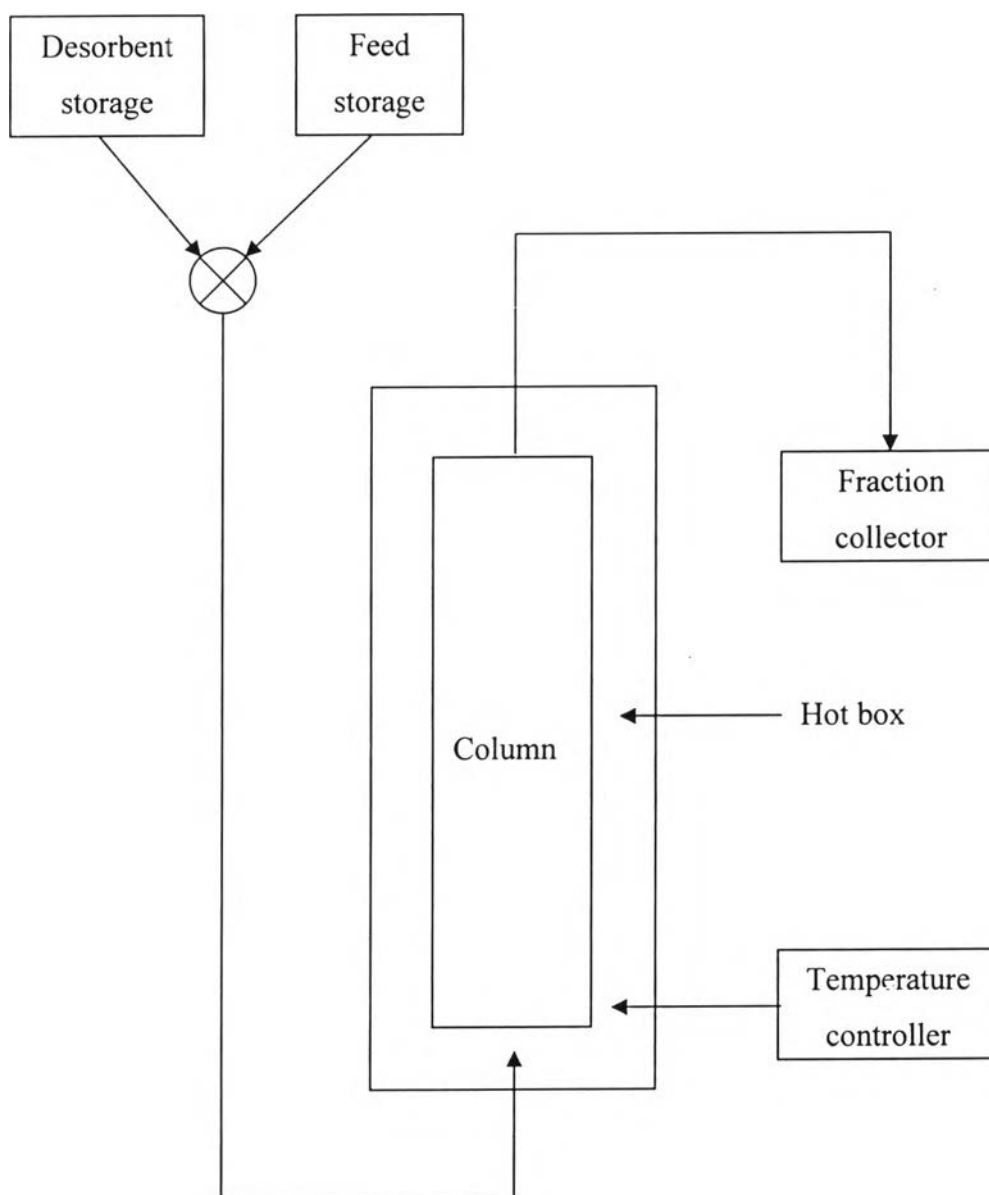 Desorbent
storage
Feed
storage
Fraction
collector
Hot box
Column
Temperature
controller